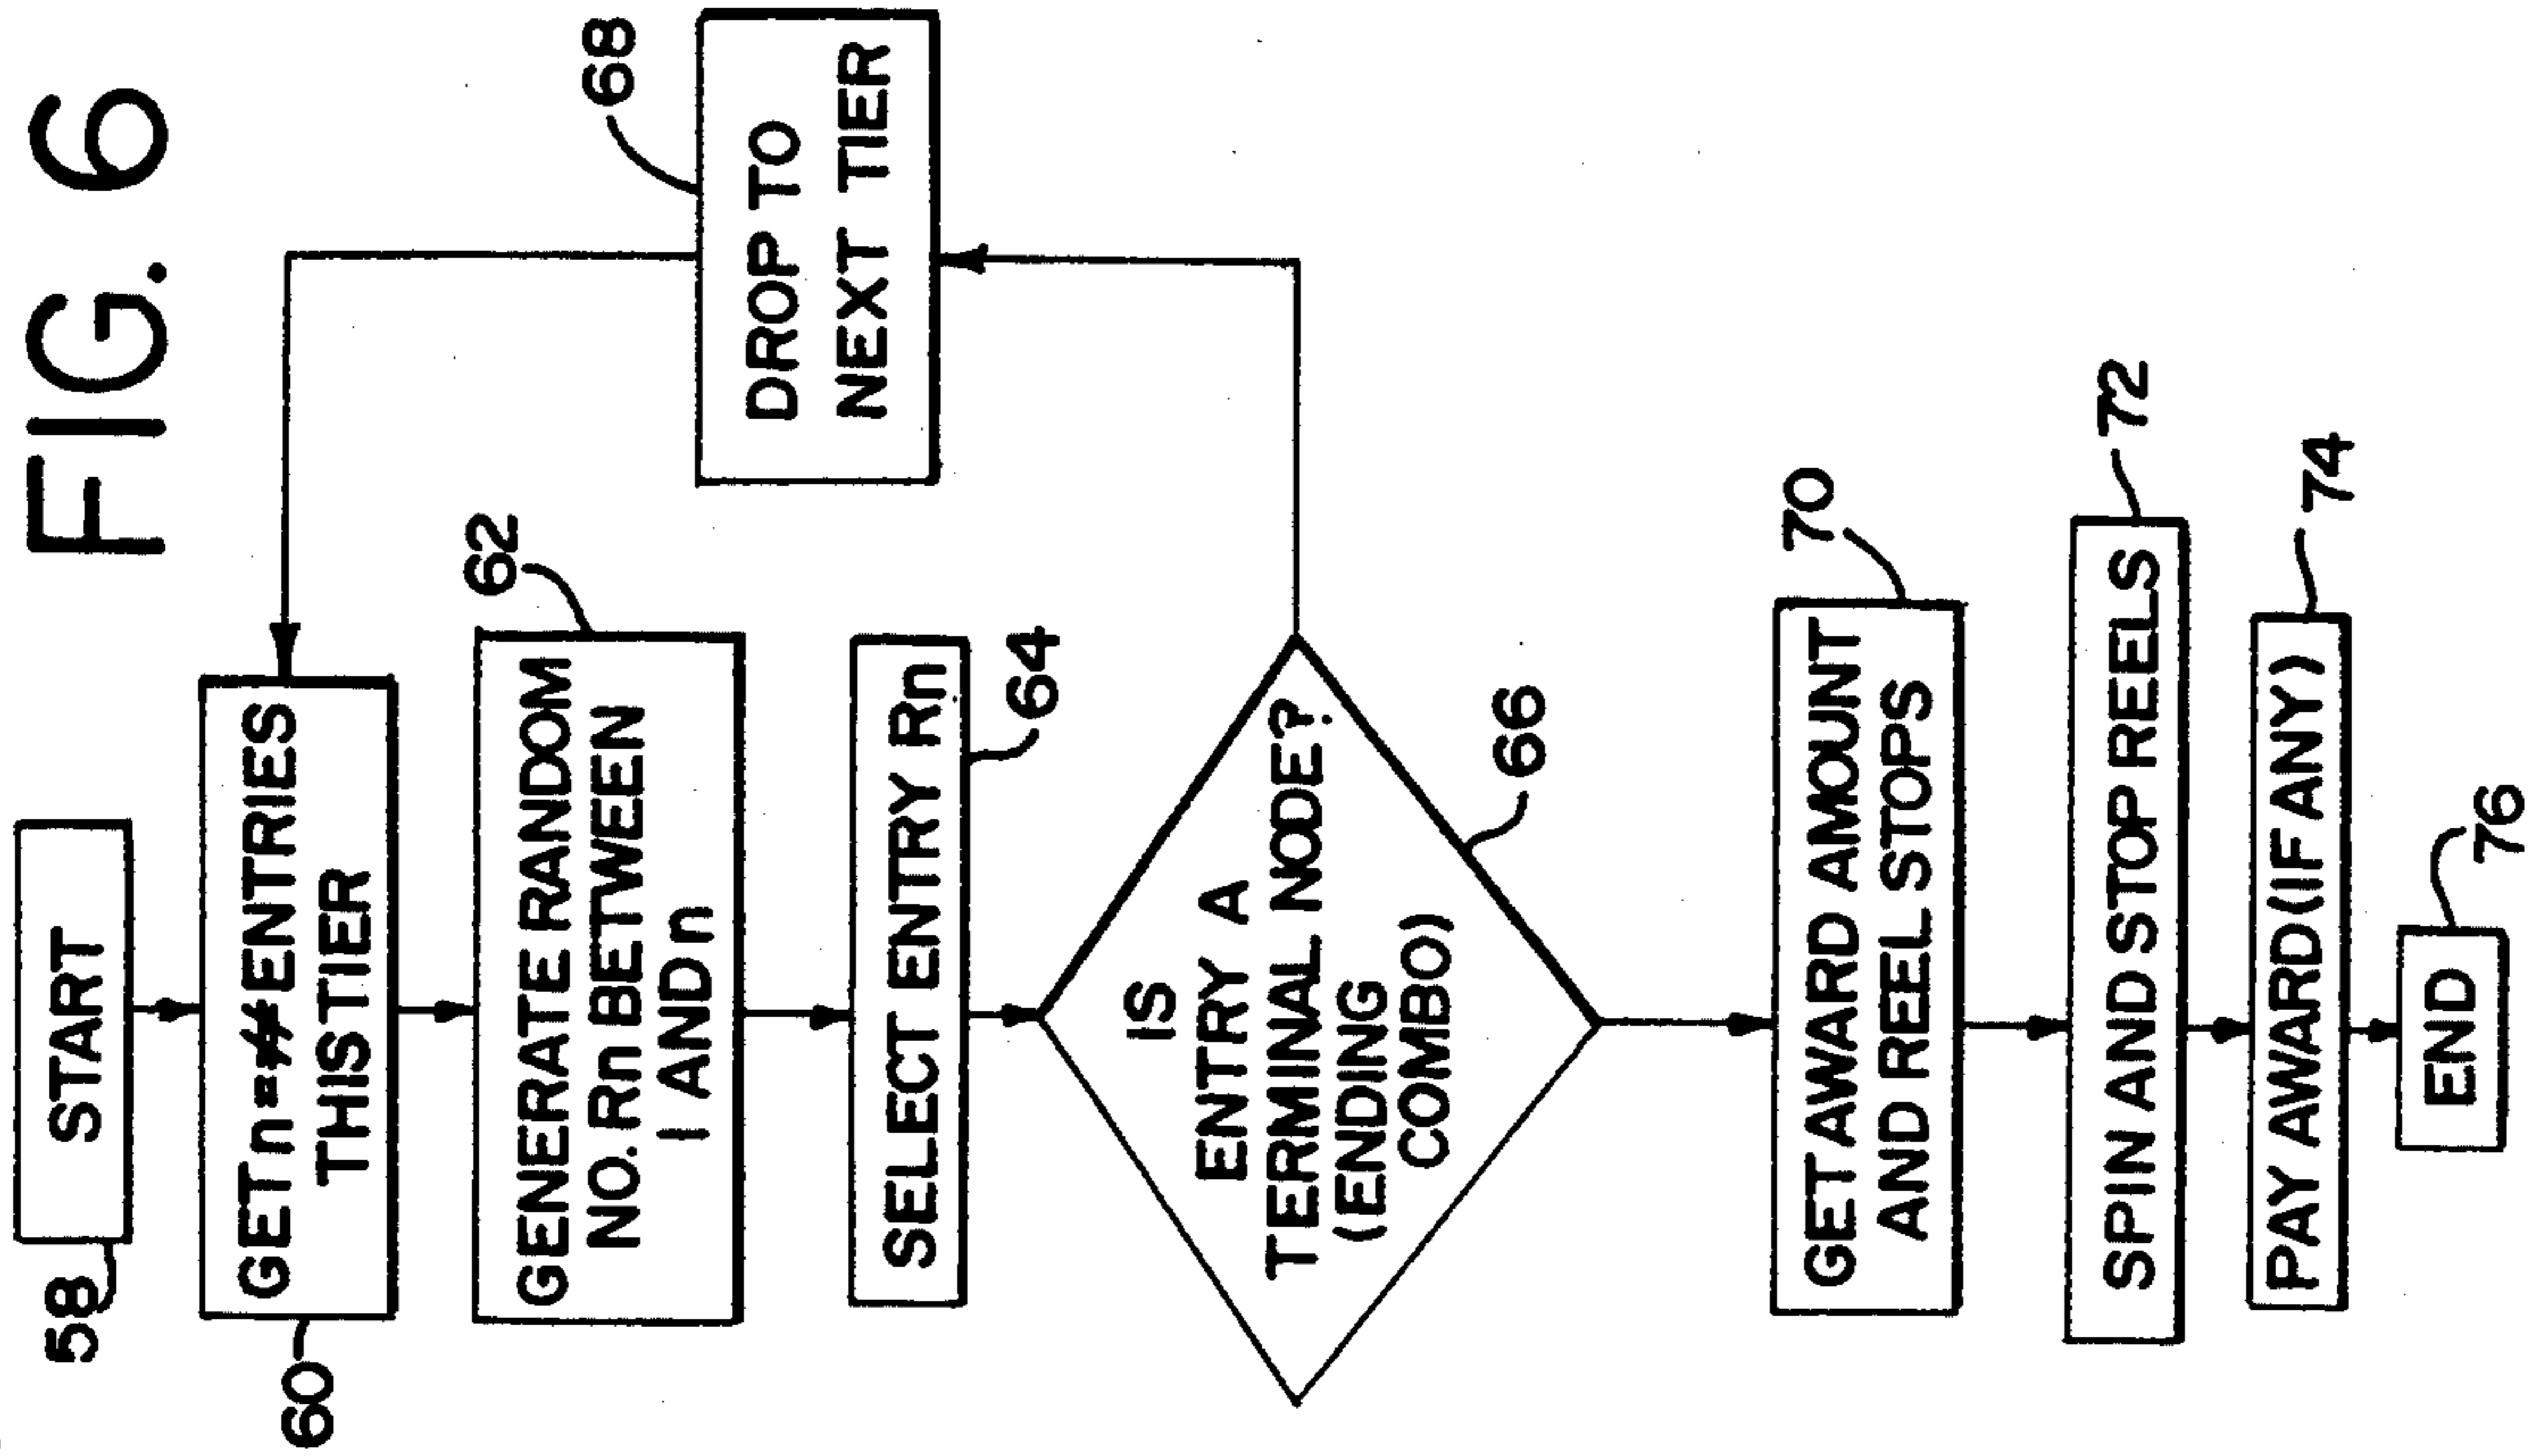 FIG. 6
58
START
60
GET n=# ENTRIES
THIS TIER
62
GENERATE RANDOM
NO. Rn BETWEEN
1 AND n
64
SELECT ENTRY Rn
66
IS
ENTRY A
TERMINAL NODE?
(ENDING
COMBO)
68
DROP TO
NEXT TIER
70
GET AWARD AMOUNT
AND REEL STOPS
72
SPIN AND STOP REELS
74
PAY AWARD (IF ANY)
76
END